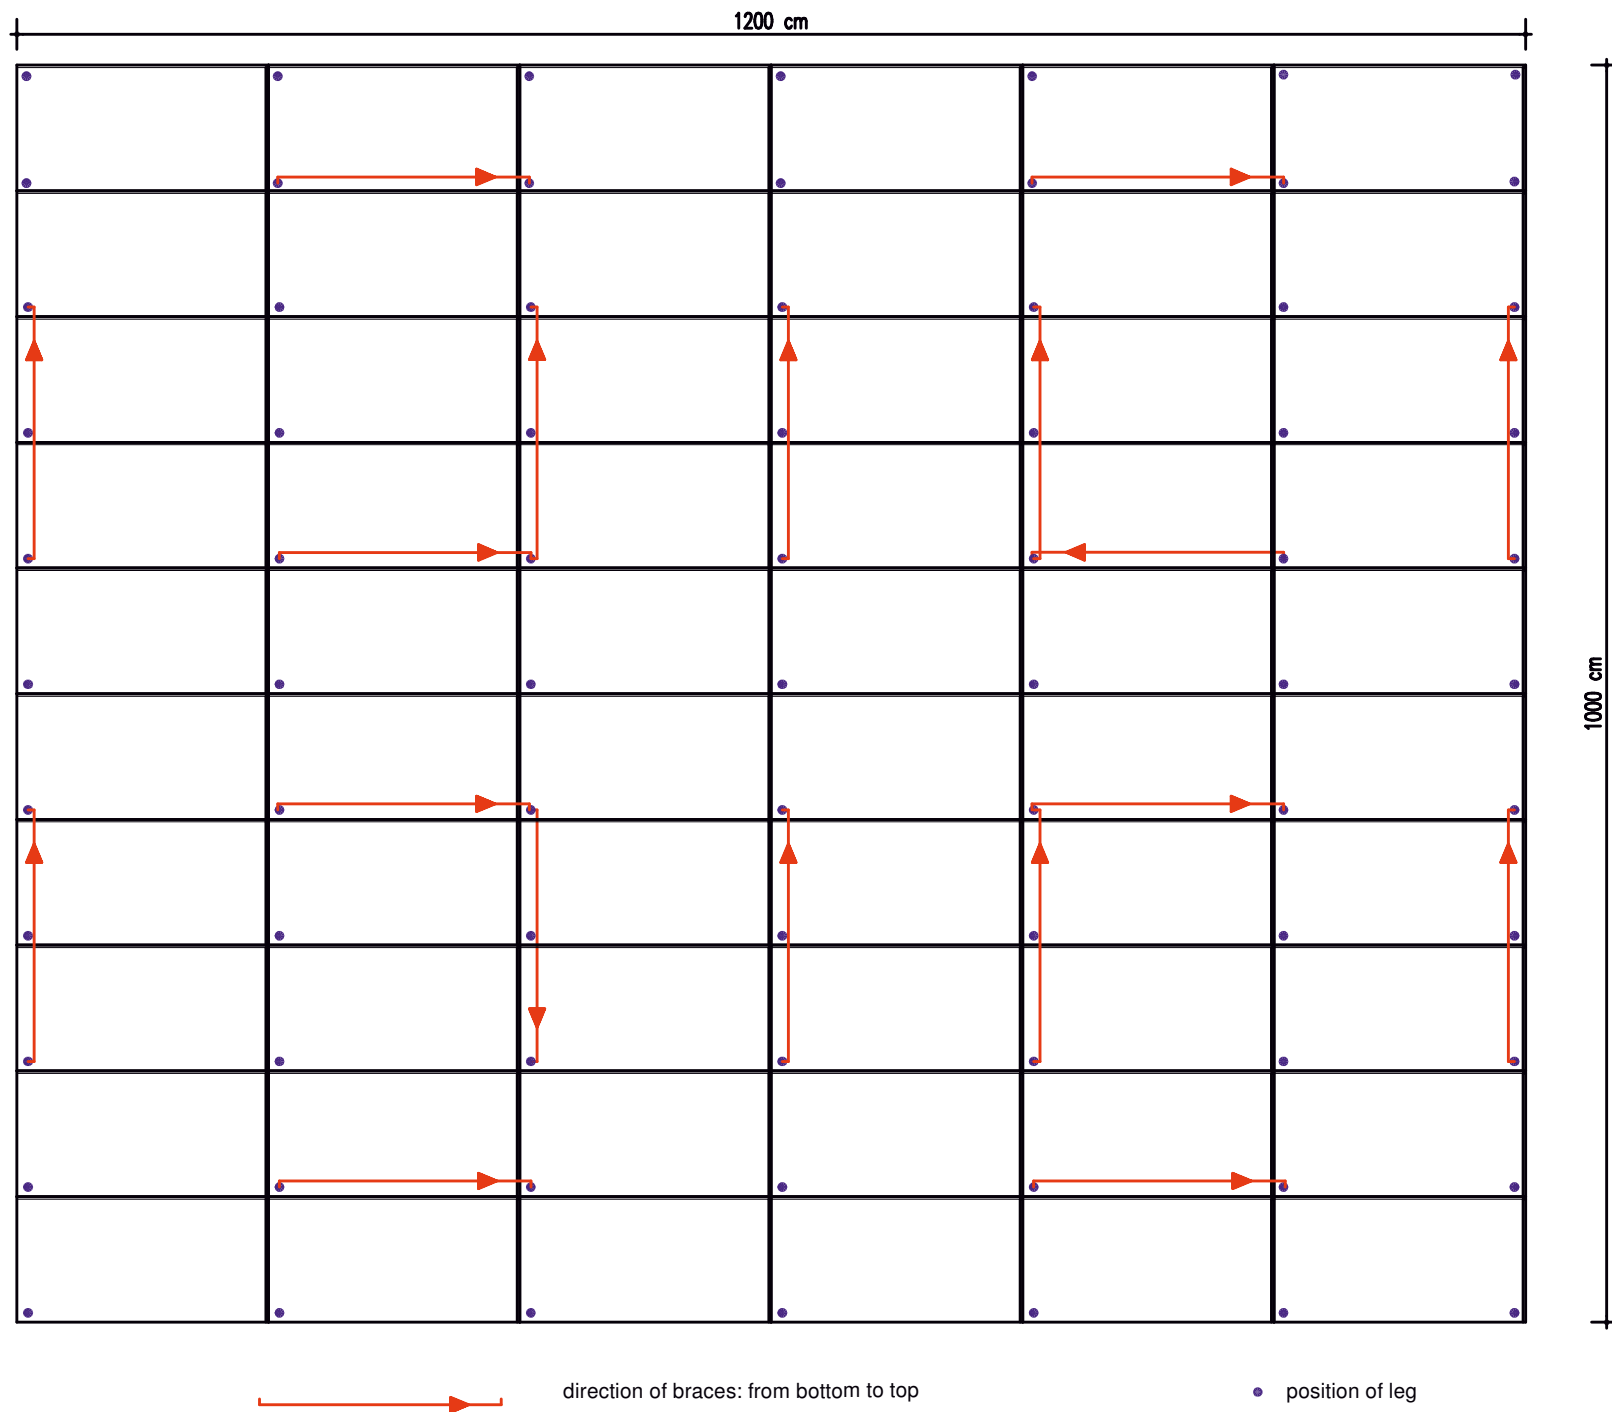 1200 cm
1000 cm
direction of braces: from bottom to top
position of leg